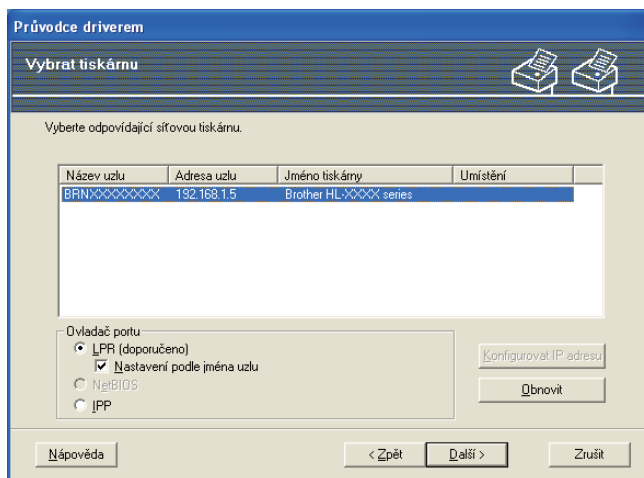 Průvodce driverem
Vybrat tiskárnu
Vyberte odpovídající síťovou tiskárnu.
Název uzlu Adresa uzlu Jméno tiskárny Umístění
BRNXXXXXXXX 192.168.1.5 Brother HL-XXXX series
Ovladač portu
LPR (doporučeno)
Nastavení podle jména uzlu
NetBIOS
IPP
Konfigurovat IP adresu
Obnovit
Nápověda < Zpět Další > Zrušit